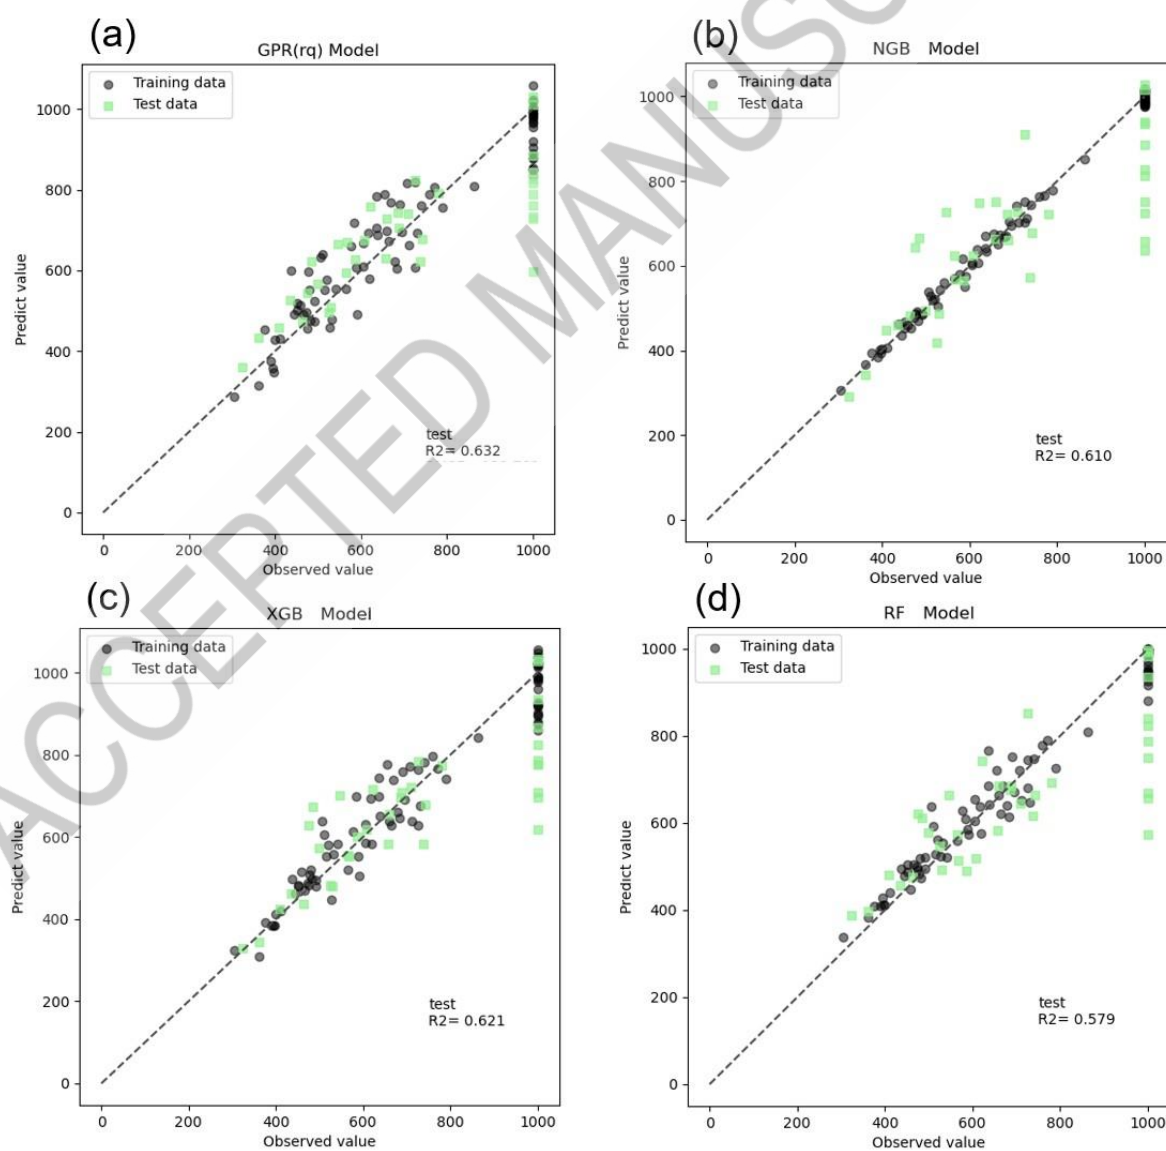 (a)
GPR(rq) Model
Training data
Test data
1000
800
600
400
200
0
Predict value
0 200 400 600 800 1000
Observed value
test
R2= 0.632
(b)
NGB Model
Training data
Test data
1000
800
600
400
200
0
Predict value
0 200 400 600 800 1000
Observed value
test
R2= 0.610
(c)
XGB Model
Training data
Test data
1000
800
600
400
200
0
Predict value
0 200 400 600 800 1000
Observed value
test
R2= 0.621
(d)
RF Model
Training data
Test data
1000
800
600
400
200
0
Predict value
0 200 400 600 800 1000
Observed value
test
R2= 0.579
ACCEPTED MANUSC